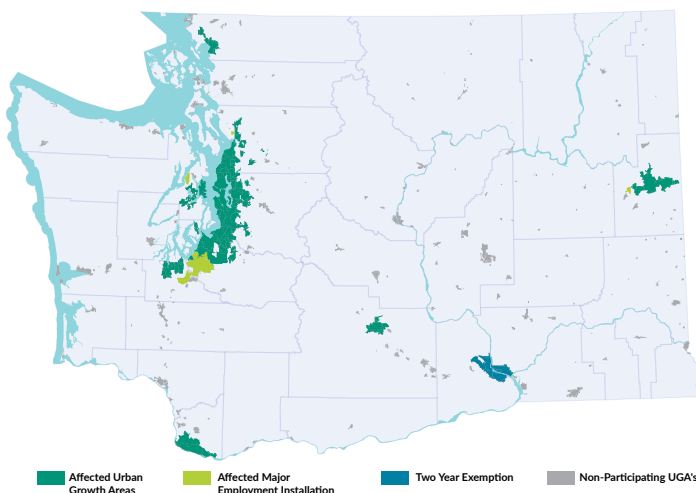 Affected Urban
Growth Areas
Affected Major
Employment Installation
Two Year Exemption
Non-Participating UGA's